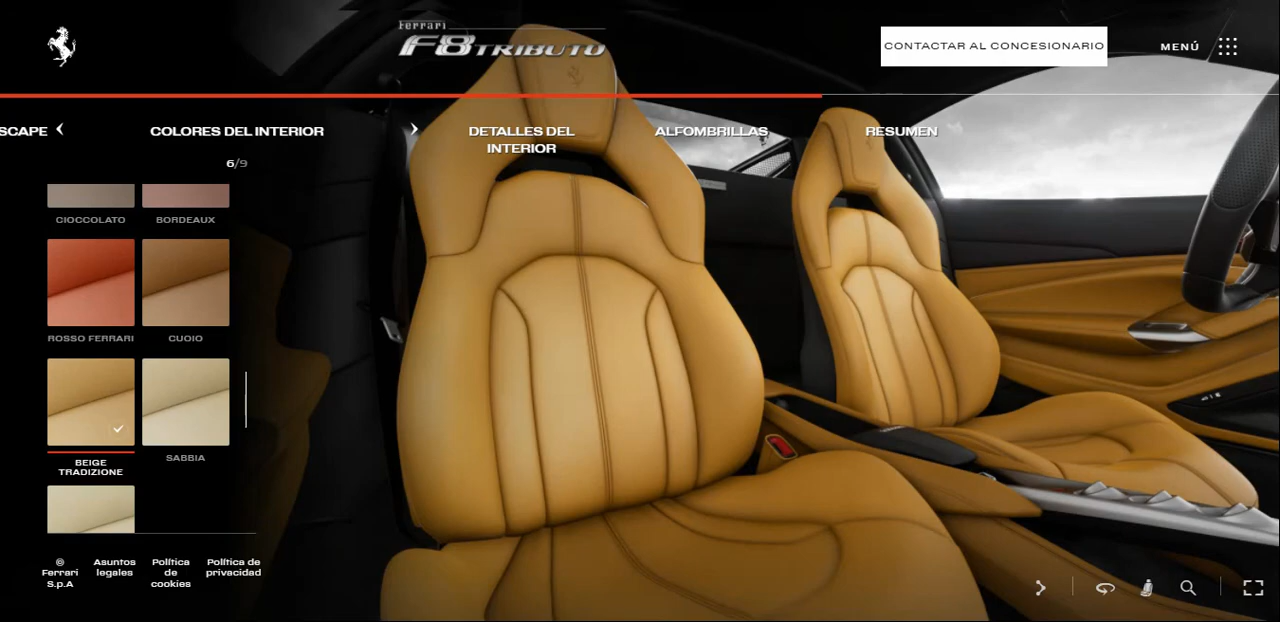 Ferrari
F8 TRIBUTO
CONTACTAR AL CONCESIONARIO
MENÚ
SCAPE
COLORES DEL INTERIOR
DETALLES DEL
INTERIOR
ALFOMBRILLAS
RESUMEN
6/9
CIOCCOLATO
BORDEAUX
ROSSO FERRARI
CUOIO
BEIGE
TRADIZIONE
SABBIA
©
Ferrari
S.p.A
Asuntos
legales
Política
de
cookies
Política de
privacidad